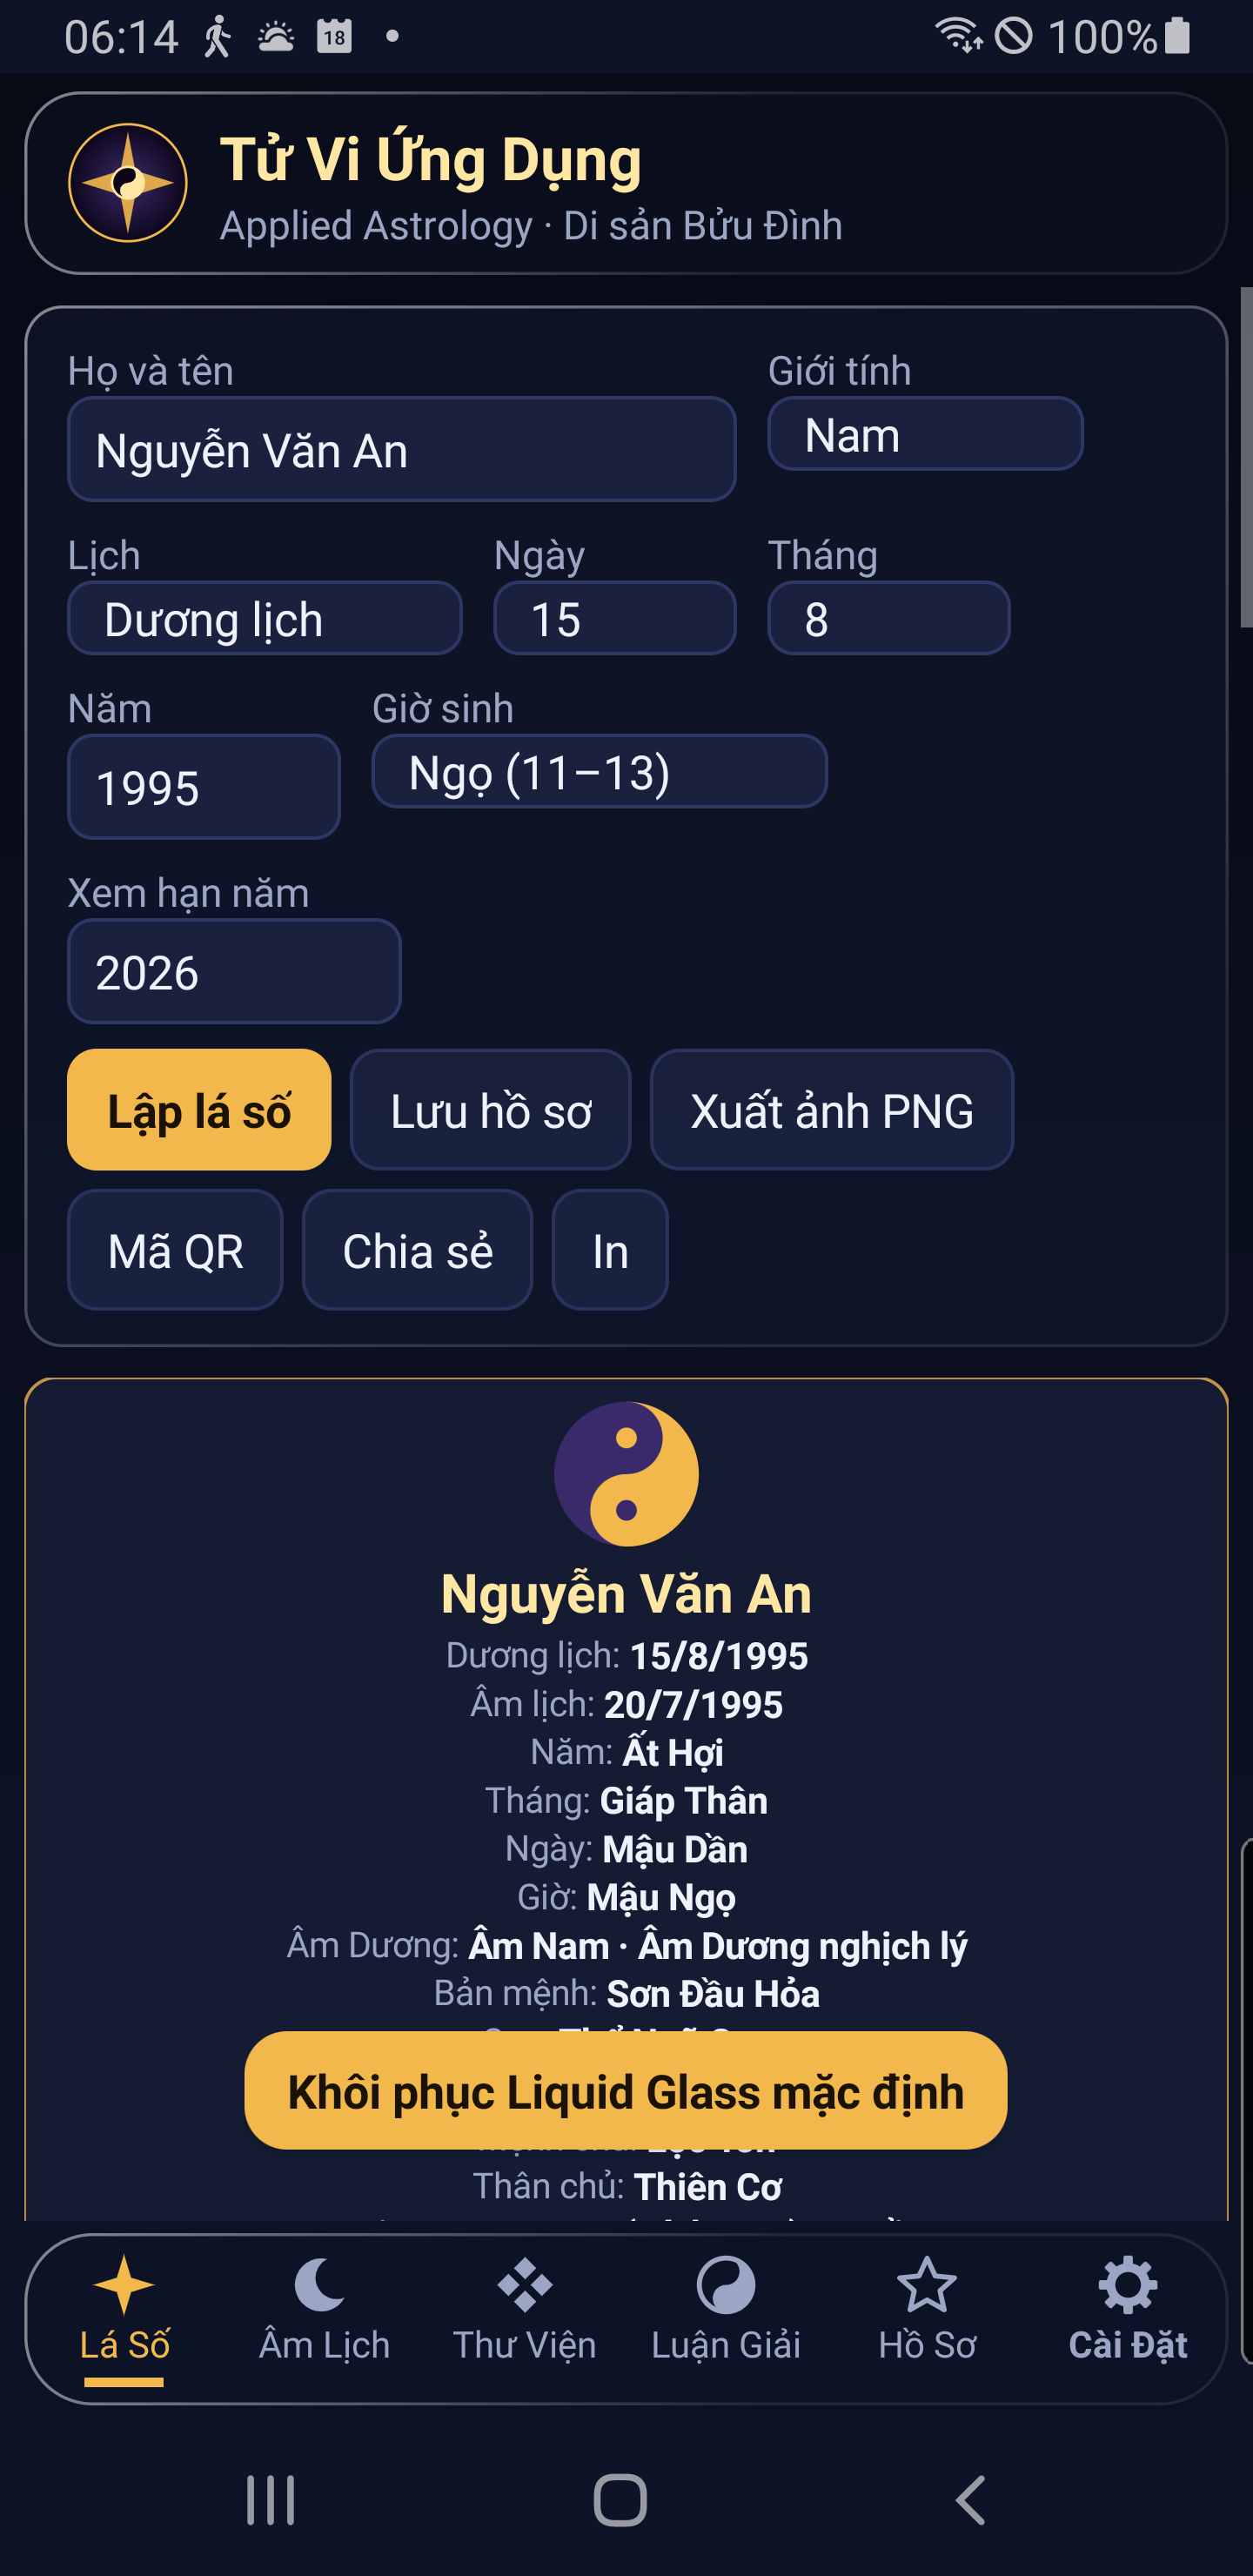 06:14 18 100%
Tử Vi Ứng Dụng
Applied Astrology · Di sản Bửu Đình
Họ và tên Giới tính
Nguyễn Văn An Nam
Lịch Ngày Tháng
Dương lịch 15 8
Năm Giờ sinh
1995 Ngọ (11–13)
Xem hạn năm
2026
Lập lá số Lưu hồ sơ Xuất ảnh PNG
Mã QR Chia sẻ In
Nguyễn Văn An
Dương lịch: 15/8/1995
Âm lịch: 20/7/1995
Năm: Ất Hợi
Tháng: Giáp Thân
Ngày: Mậu Dần
Giờ: Mậu Ngọ
Âm Dương: Âm Nam · Âm Dương nghịch lý
Bản mệnh: Sơn Đầu Hỏa
Khôi phục Liquid Glass mặc định
Thân chủ: Thiên Cơ
Lá Số Âm Lịch Thư Viện Luận Giải Hồ Sơ Cài Đặt